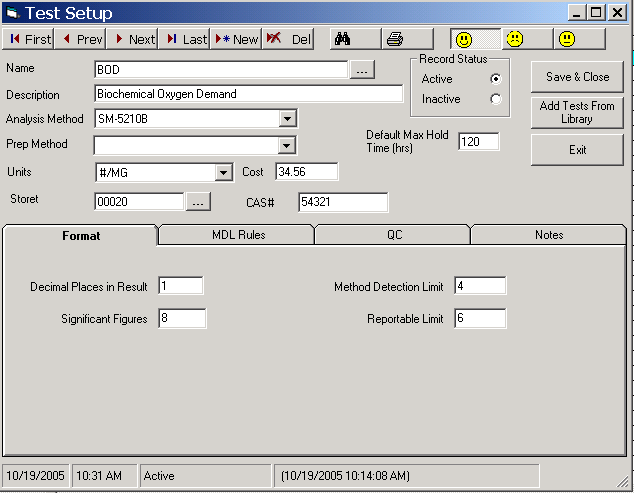 Test Setup
First Prev Next Last New Del
Name BOD ... Record Status
Active
Inactive
Save & Close
Description Biochemical Oxygen Demand
Add Tests From
Library
Analysis Method SM-5210B
Prep Method Default Max Hold
Time (hrs) 120
Exit
Units #/MG Cost 34.56
Storet 00020 ... CAS# 54321
Format MDL Rules QC Notes
Decimal Places in Result 1 Method Detection Limit 4
Significant Figures 8 Reportable Limit 6
10/19/2005 10:31 AM Active (10/19/2005 10:14:08 AM)